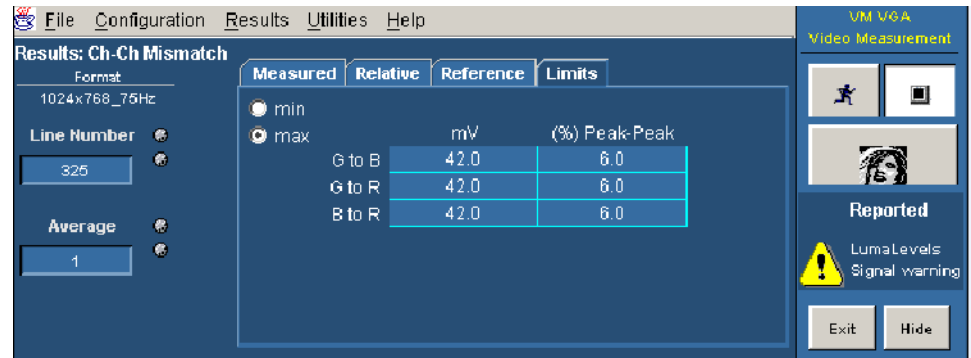 File Configuration Results Utilities Help
Results: Ch-Ch Mismatch
Format
1024x768_75Hz
Line Number
325
Average
1
Measured Relative Reference Limits
min
max
mV (%) Peak-Peak
G to B 42.0 6.0
G to R 42.0 6.0
B to R 42.0 6.0
VM VGA
Video Measurement
Reported
LumaLevels
Signal warning
Exit Hide